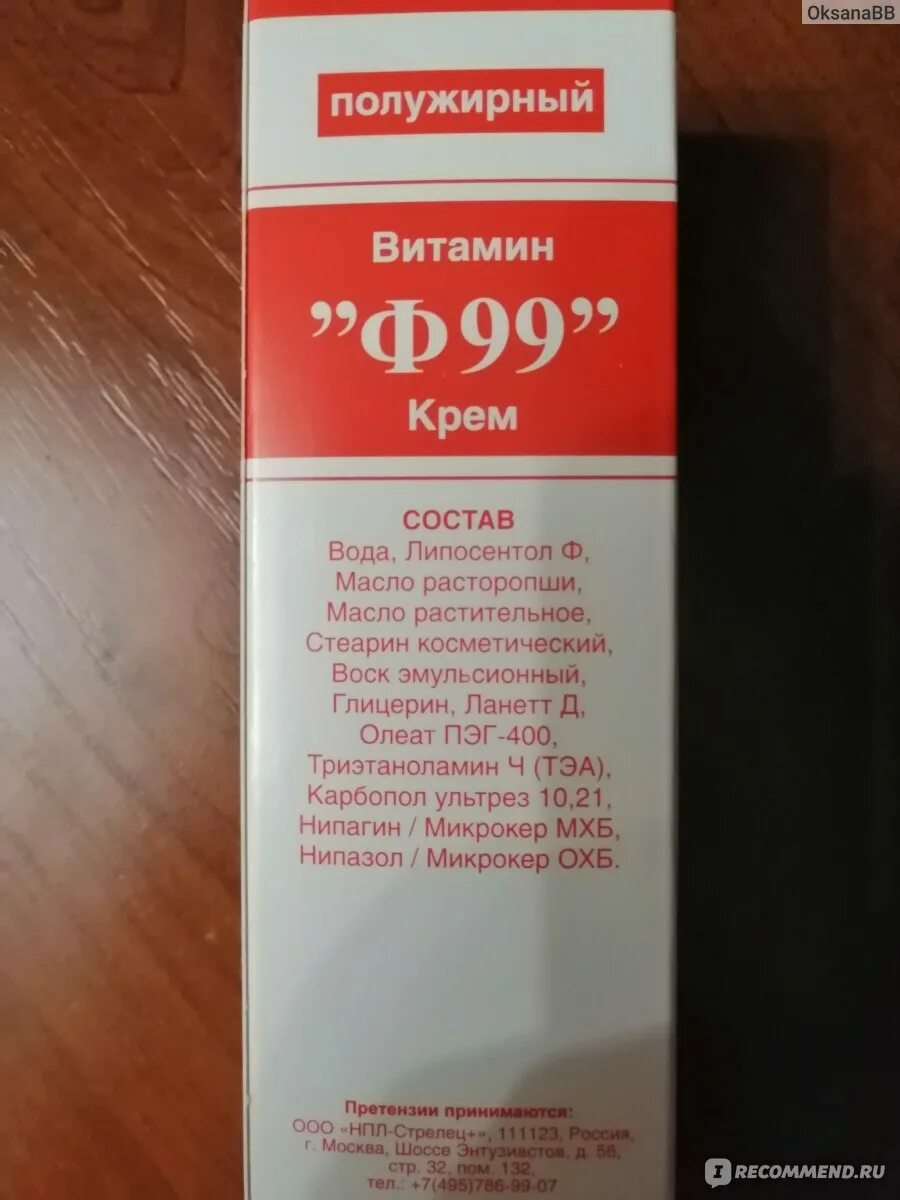 OksanaBB
полужирный
Витамин
”Ф99”
Крем
СОСТАВ
Вода, Липосентол Ф,
Масло расторопши,
Масло растительное,
Стеарин косметический,
Воск эмульсионный,
Глицерин, Ланетт Д,
Олеат ПЭГ-400,
Триэтаноламин Ч (ТЭА),
Карбопол ультрез 10,21,
Нипагин / Микрокер МХБ,
Нипазол / Микрокер ОХБ.
Претензии принимаются:
ООО «НПЛ-Стрелец+», 111123, Россия,
г. Москва, Шоссе Энтузиастов, д. 56,
стр. 32, пом. 132,
тел.: +7(495)786-99-07
IRECOMMEND.RU